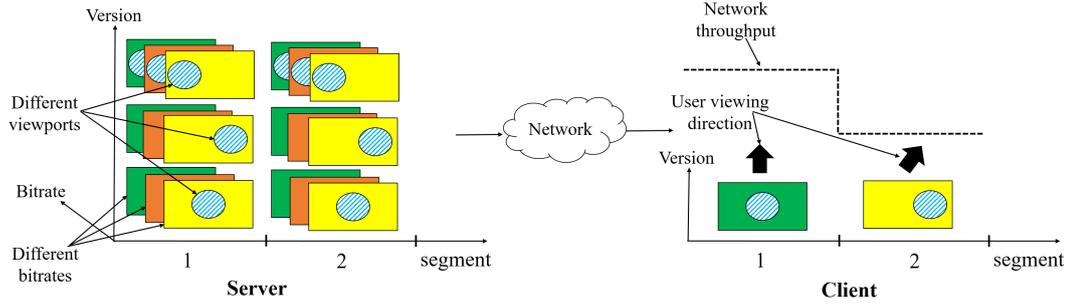 Version
Different
viewports
Bitrate
Different
bitrates
1
2
segment
Server
Network
Network
throughput
User viewing
direction
Version
1
2
segment
Client